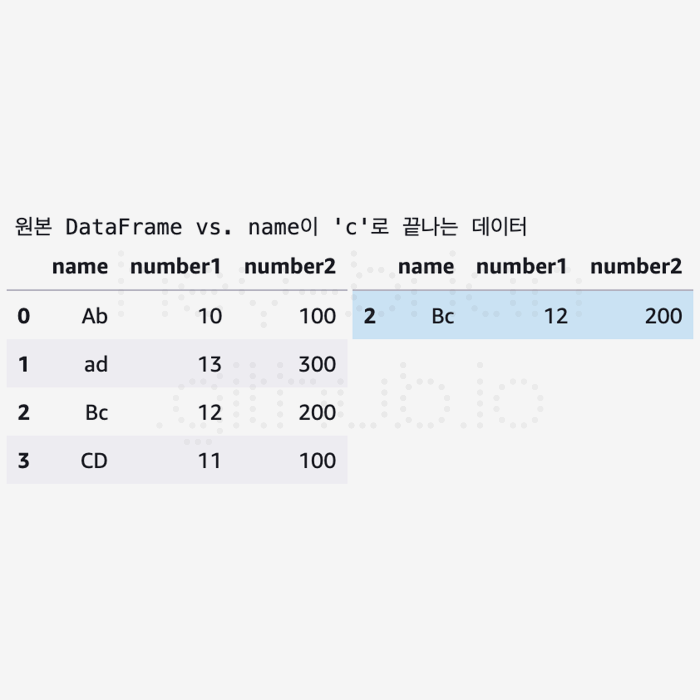 원본 DataFrame vs. name이 'c'로 끝나는 데이터
name number1 number2 name number1 number2
0 Ab 10 100 2 Bc 12 200
1 ad 13 300
2 Bc 12 200
3 CD 11 100